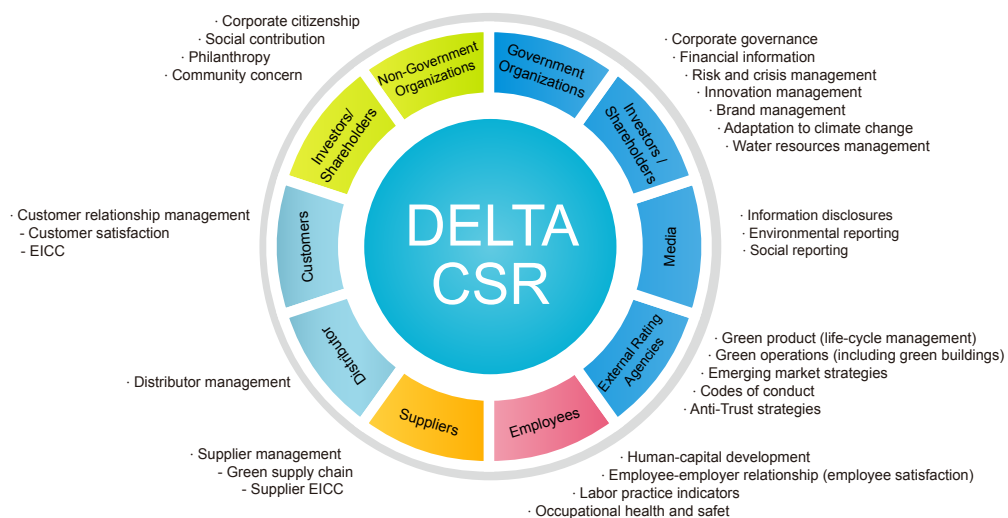 · Corporate citizenship
· Social contribution
· Philanthropy
· Community concern
Non-Government
Organizations
Government
Organizations
· Corporate governance
· Financial information
· Risk and crisis management
· Innovation management
· Brand management
· Adaptation to climate change
· Water resources management
Investors/
Shareholders
Investors /
Shareholders
· Customer relationship management
- Customer satisfaction
- EICC
Customers
DELTA
CSR
Media
· Information disclosures
· Environmental reporting
· Social reporting
Distributor
· Distributor management
External Rating
Agencies
· Green product (life-cycle management)
· Green operations (including green buildings)
· Emerging market strategies
· Codes of conduct
· Anti-Trust strategies
Suppliers
Employees
· Supplier management
- Green supply chain
- Supplier EICC
· Human-capital development
· Employee-employer relationship (employee satisfaction)
· Labor practice indicators
· Occupational health and safet